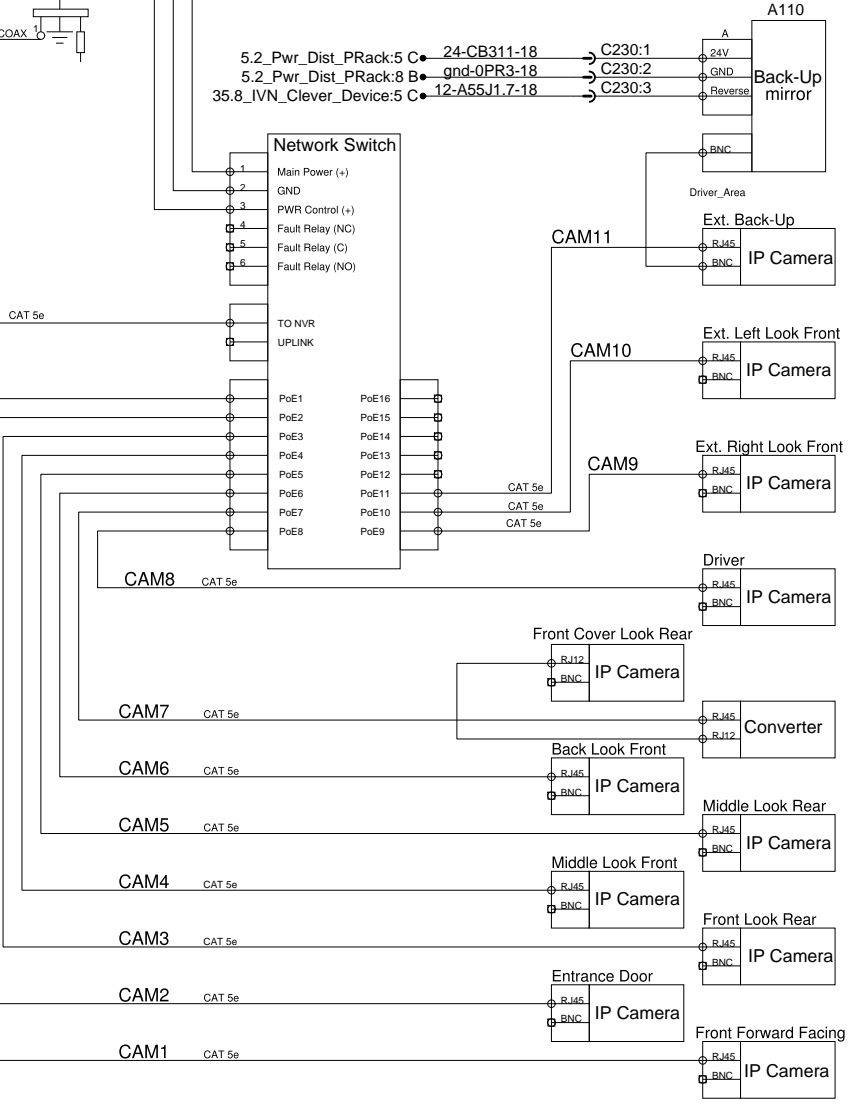 A110
COAX 1
A
5.2_Pwr_Dist_PRack:5 C 24-CB311-18 C230:1 24V
5.2_Pwr_Dist_PRack:8 B gnd-0PR3-18 C230:2 GND
35.8_IVN_Clever_Device:5 C 12-A55J1.7-18 C230:3 Reverse
Back-Up
mirror
BNC
Driver_Area
Network Switch
1 Main Power (+)
2 GND
3 PWR Control (+)
4 Fault Relay (NC)
5 Fault Relay (C)
6 Fault Relay (NO)
CAT 5e TO NVR
UPLINK
PoE1 PoE16
PoE2 PoE15
PoE3 PoE14
PoE4 PoE13
PoE5 PoE12
PoE6 PoE11 CAT 5e
PoE7 PoE10 CAT 5e
PoE8 PoE9 CAT 5e
Ext. Back-Up
CAM11 RJ45
BNC
IP Camera
Ext. Left Look Front
CAM10 RJ45
BNC
IP Camera
Ext. Right Look Front
CAM9 RJ45
BNC
IP Camera
Driver
CAM8 CAT 5e RJ45
BNC
IP Camera
Front Cover Look Rear
RJ12
BNC
IP Camera
CAM7 CAT 5e RJ45
RJ12
Converter
Back Look Front
CAM6 CAT 5e RJ45
BNC
IP Camera
Middle Look Rear
CAM5 CAT 5e RJ45
BNC
IP Camera
Middle Look Front
CAM4 CAT 5e RJ45
BNC
IP Camera
Front Look Rear
CAM3 CAT 5e RJ45
BNC
IP Camera
Entrance Door
CAM2 CAT 5e RJ45
BNC
IP Camera
Front Forward Facing
CAM1 CAT 5e RJ45
BNC
IP Camera